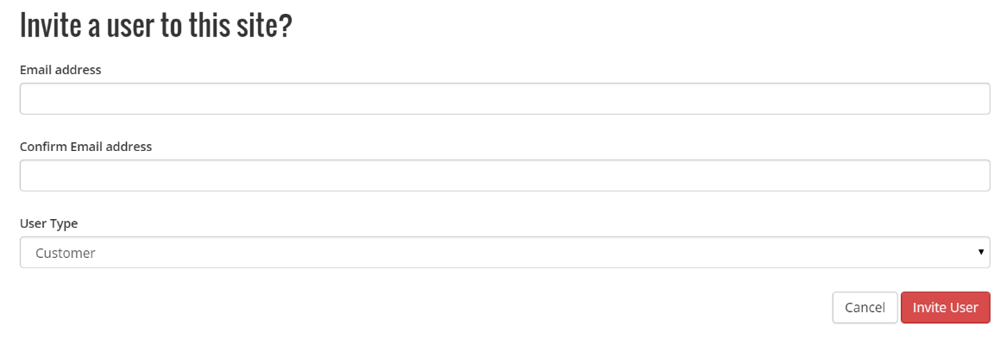 Invite a user to this site?
Email address
Confirm Email address
User Type
Customer
Cancel Invite User